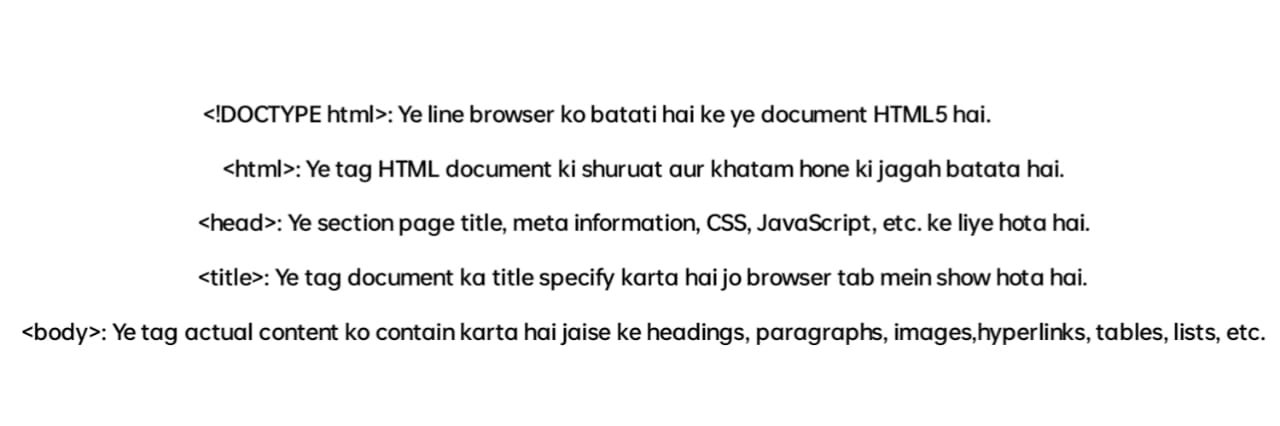 <!DOCTYPE html>: Ye line browser ko batati hai ke ye document HTML5 hai.
<html>: Ye tag HTML document ki shuruat aur khatam hone ki jagah batata hai.
<head>: Ye section page title, meta information, CSS, JavaScript, etc. ke liye hota hai.
<title>: Ye tag document ka title specify karta hai jo browser tab mein show hota hai.
<body>: Ye tag actual content ko contain karta hai jaise ke headings, paragraphs, images,hyperlinks, tables, lists, etc.